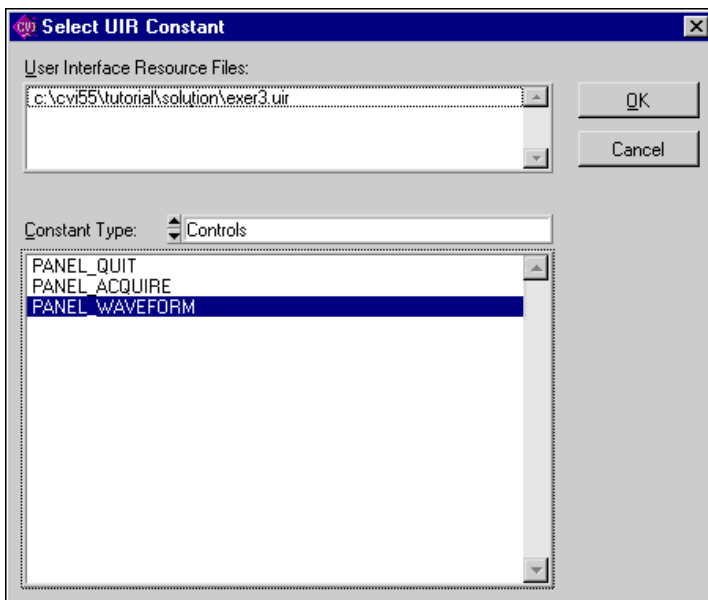 CVI Select UIR Constant
User Interface Resource Files:
c:\cvi55\tutorial\solution\exer3.uir
OK
Cancel
Constant Type: Controls
PANEL_QUIT
PANEL_ACQUIRE
PANEL_WAVEFORM